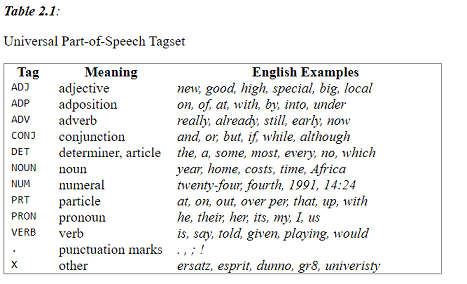 Table 2.1:
Universal Part-of-Speech Tagset
Tag Meaning English Examples
ADJ adjective new, good, high, special, big, local
ADP adposition on, of, at, with, by, into, under
ADV adverb really, already, still, early, now
CONJ conjunction and, or, but, if, while, although
DET determiner, article the, a, some, most, every, no, which
NOUN noun year, home, costs, time, Africa
NUM numeral twenty-four, fourth, 1991, 14:24
PRT particle at, on, out, over per, that, up, with
PRON pronoun he, their, her, its, my, I, us
VERB verb is, say, told, given, playing, would
. punctuation marks . , ; !
X other ersatz, esprit, dunno, gr8, univeristy